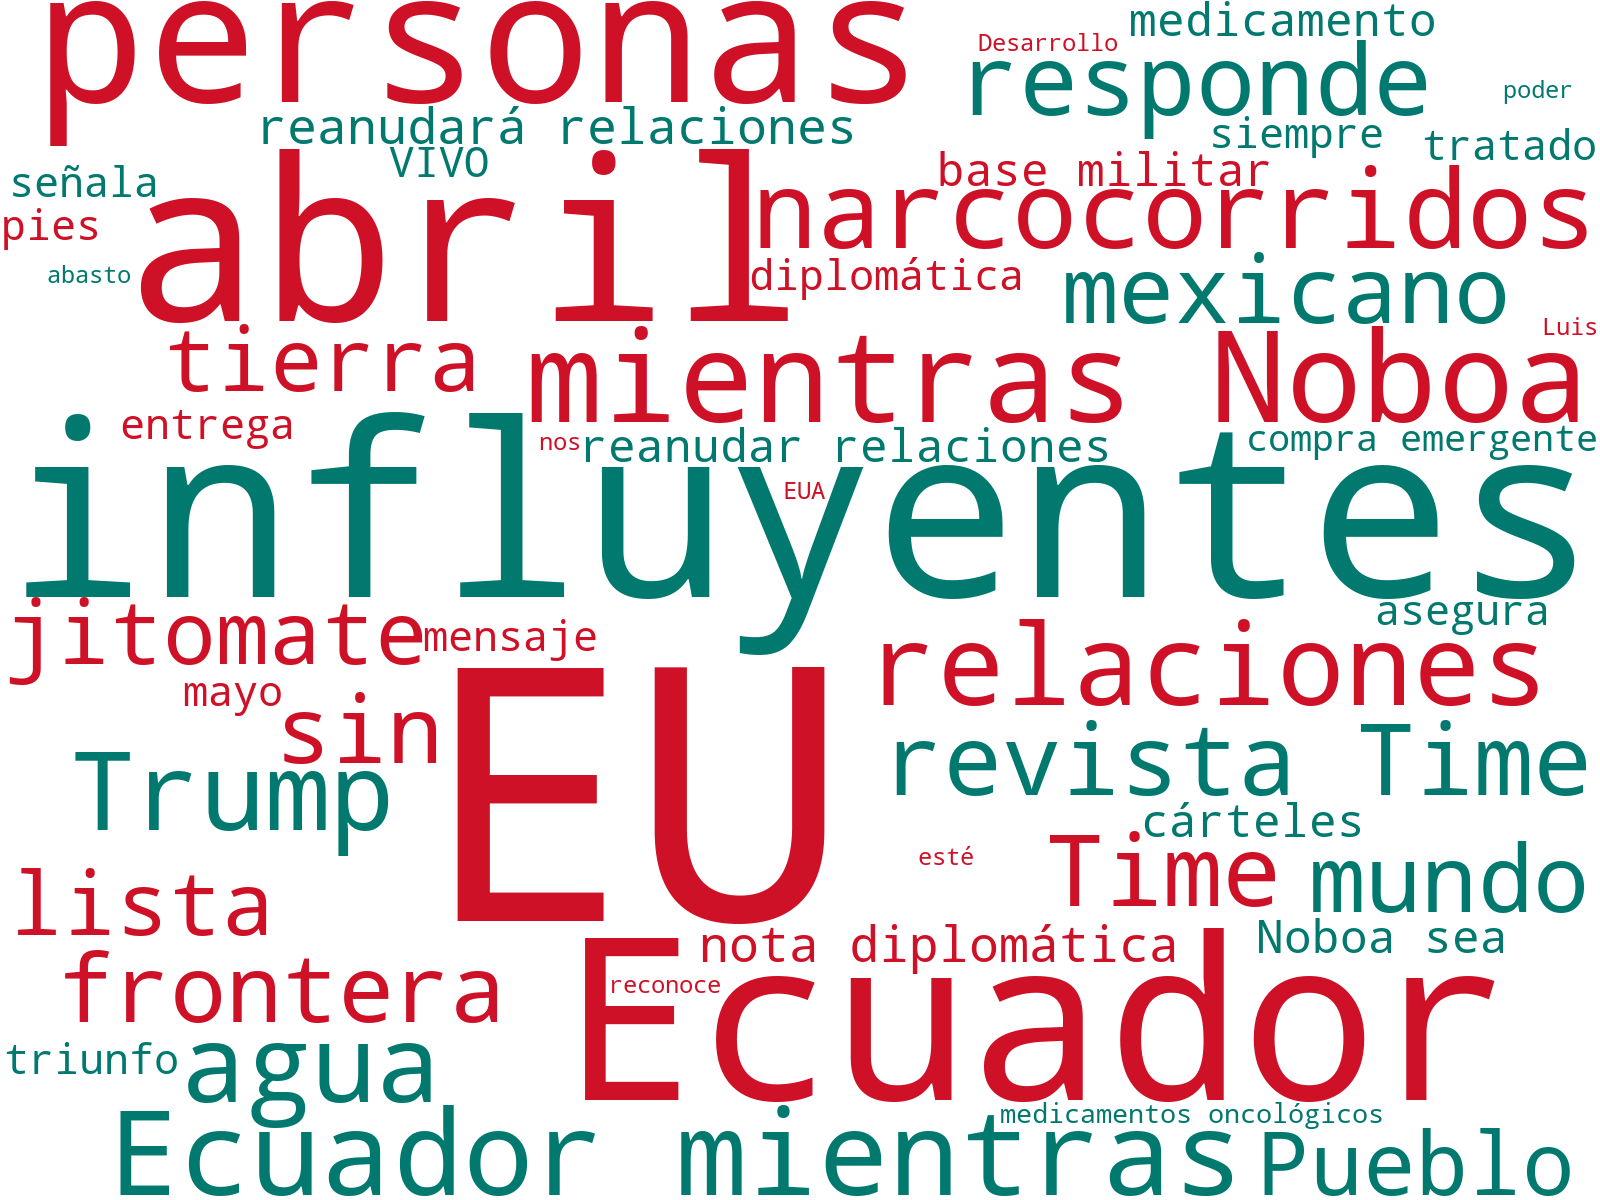 personas
medicamento
Desarrollo
responde
poder
reanudará relaciones
siempre
tratado
VIVO
señala
base militar
pies
abril
narcocorridos
abasto
diplomática
mexicano
Luis
tierra
mientras
Noboa
entrega
nos
reanudar relaciones
compra emergente
influyentes
EUA
asegura
jitomate
mensaje
relaciones
mayo
sin
EU
revista Time
Trump
cárteles
esté
Time
mundo
lista
nota diplomática
Noboa sea
frontera
reconoce
Ecuador
triunfo
agua
medicamentos oncológicos
Ecuador mientras
Pueblo